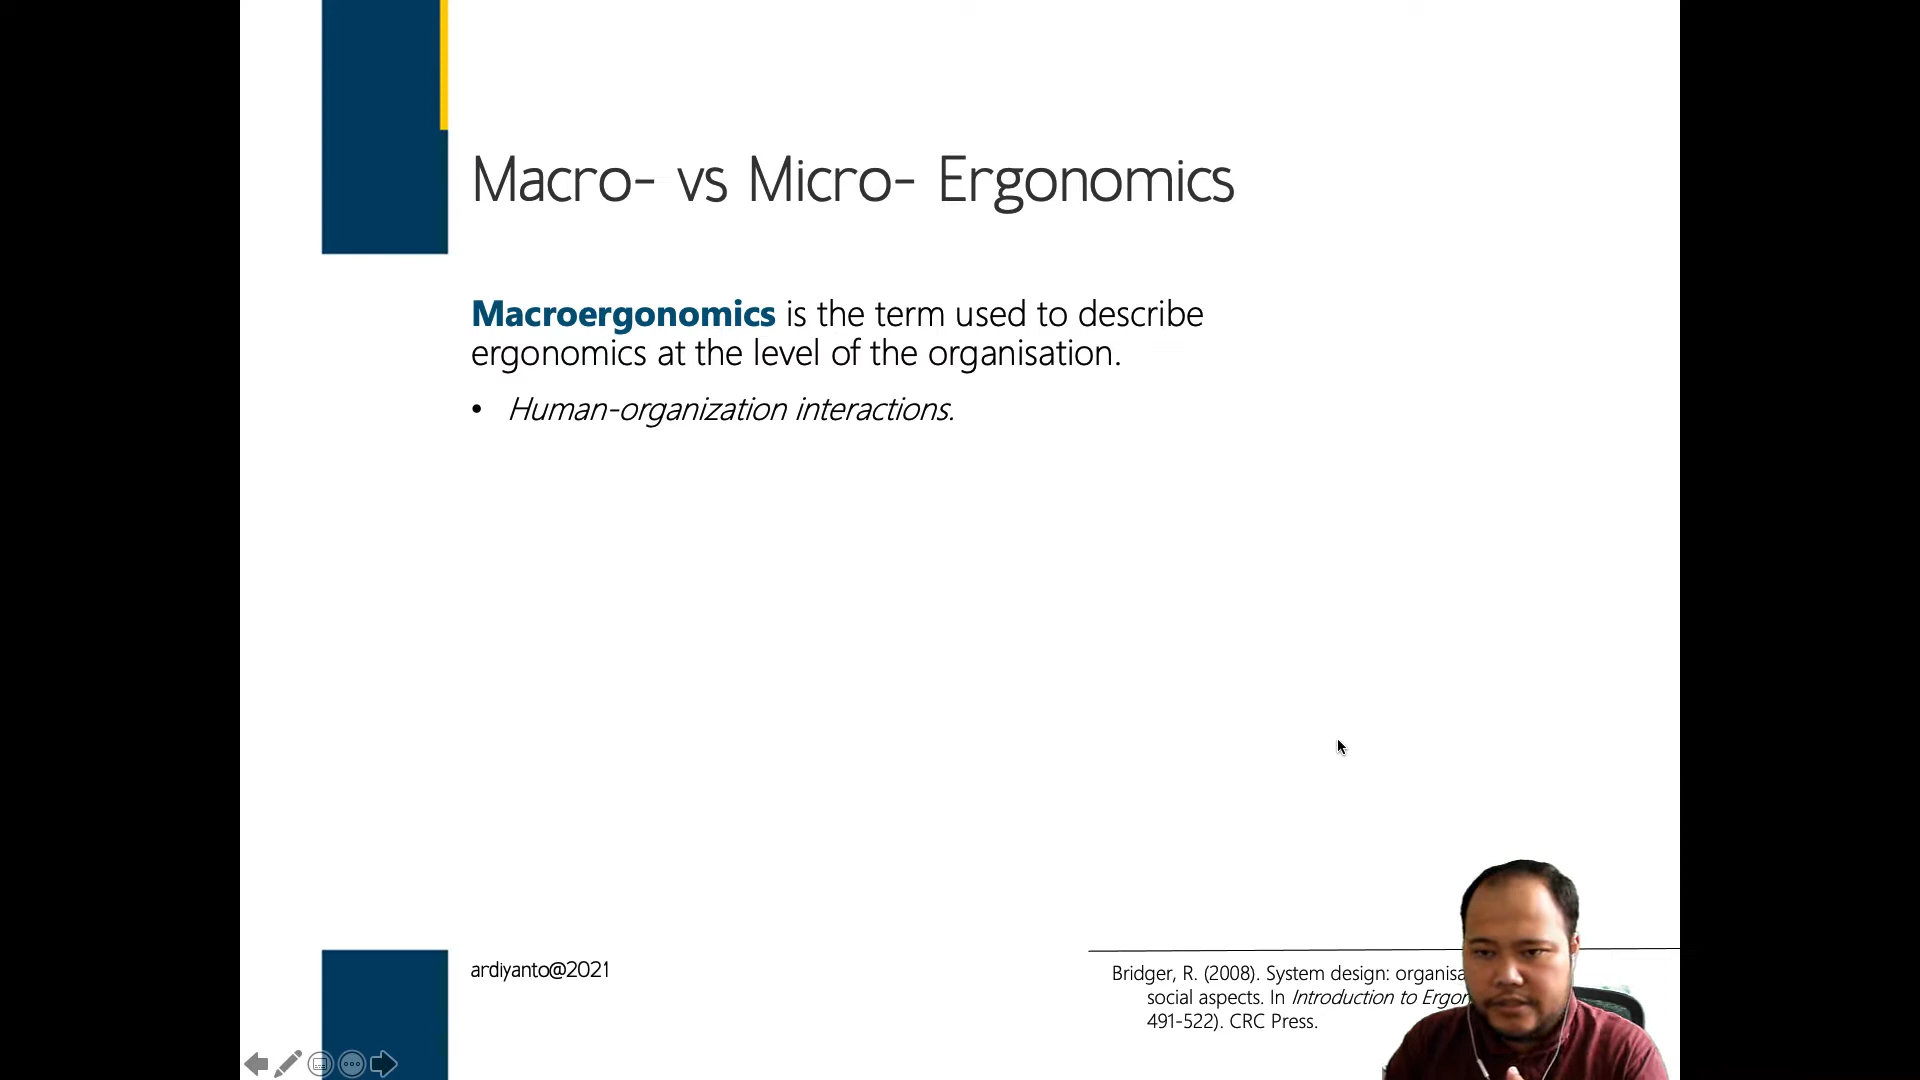 Macro- vs Micro- Ergonomics
Macroergonomics is the term used to describe
ergonomics at the level of the organisation.
• Human-organization interactions.
ardiyanto@2021
Bridger, R. (2008). System design: organisa
social aspects. In Introduction to Ergon
491-522). CRC Press.